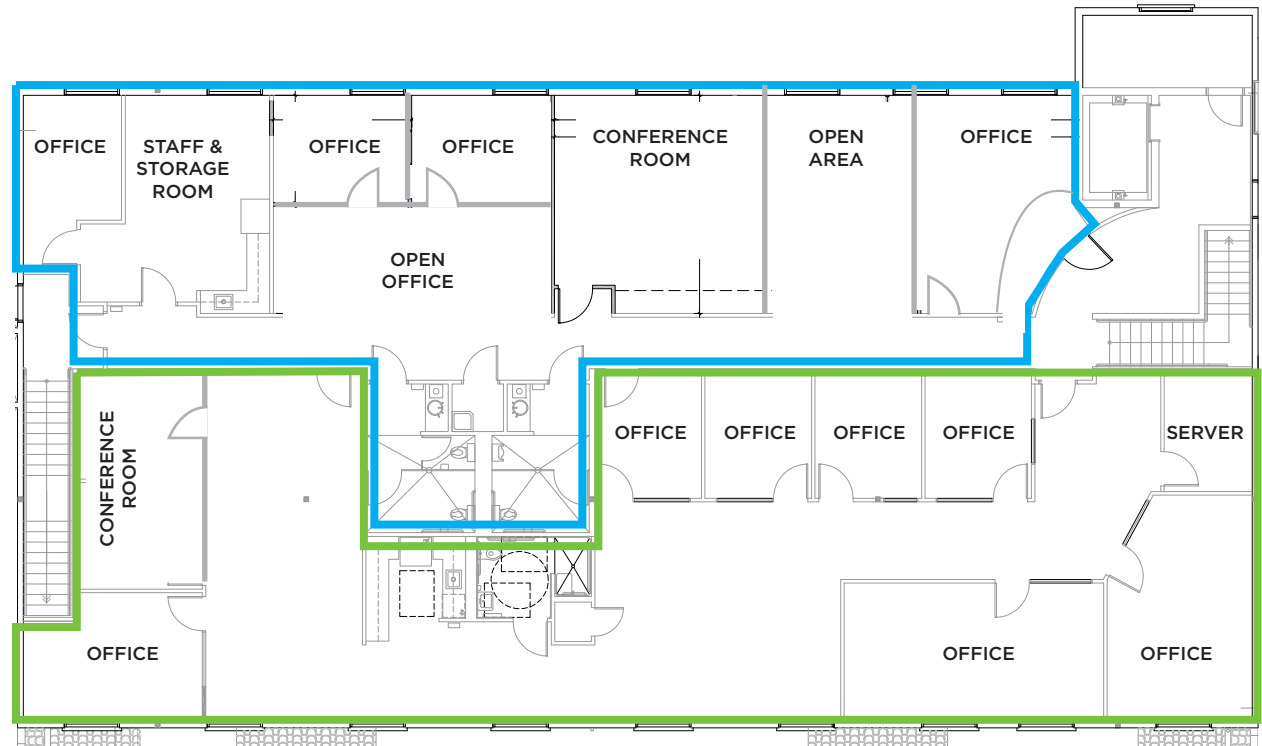 OFFICE
STAFF &
STORAGE
ROOM
OFFICE
OFFICE
CONFERENCE
ROOM
OPEN
AREA
OFFICE
OPEN
OFFICE
CONFERENCE
ROOM
OFFICE
OFFICE
OFFICE
OFFICE
SERVER
OFFICE
OFFICE
OFFICE